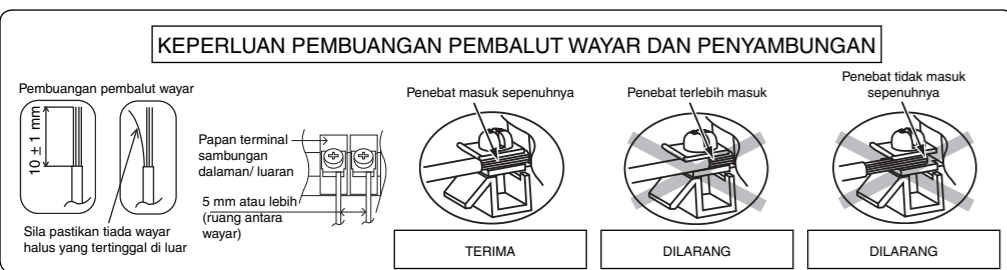 KEPERLUAN PEMBUANGAN PEMBALUT WAYAR DAN PENYAMBUNGAN
Pembuangan pembalut wayar
10 ± 1 mm
Sila pastikan tiada wayar
halus yang tertinggal di luar
Papan terminal
sambungan
dalaman/ luaran
5 mm atau lebih
(ruang antara
wayar)
Penebat masuk sepenuhnya
TERIMA
Penebat terlebih masuk
DILARANG
Penebat tidak masuk
sepenuhnya
DILARANG